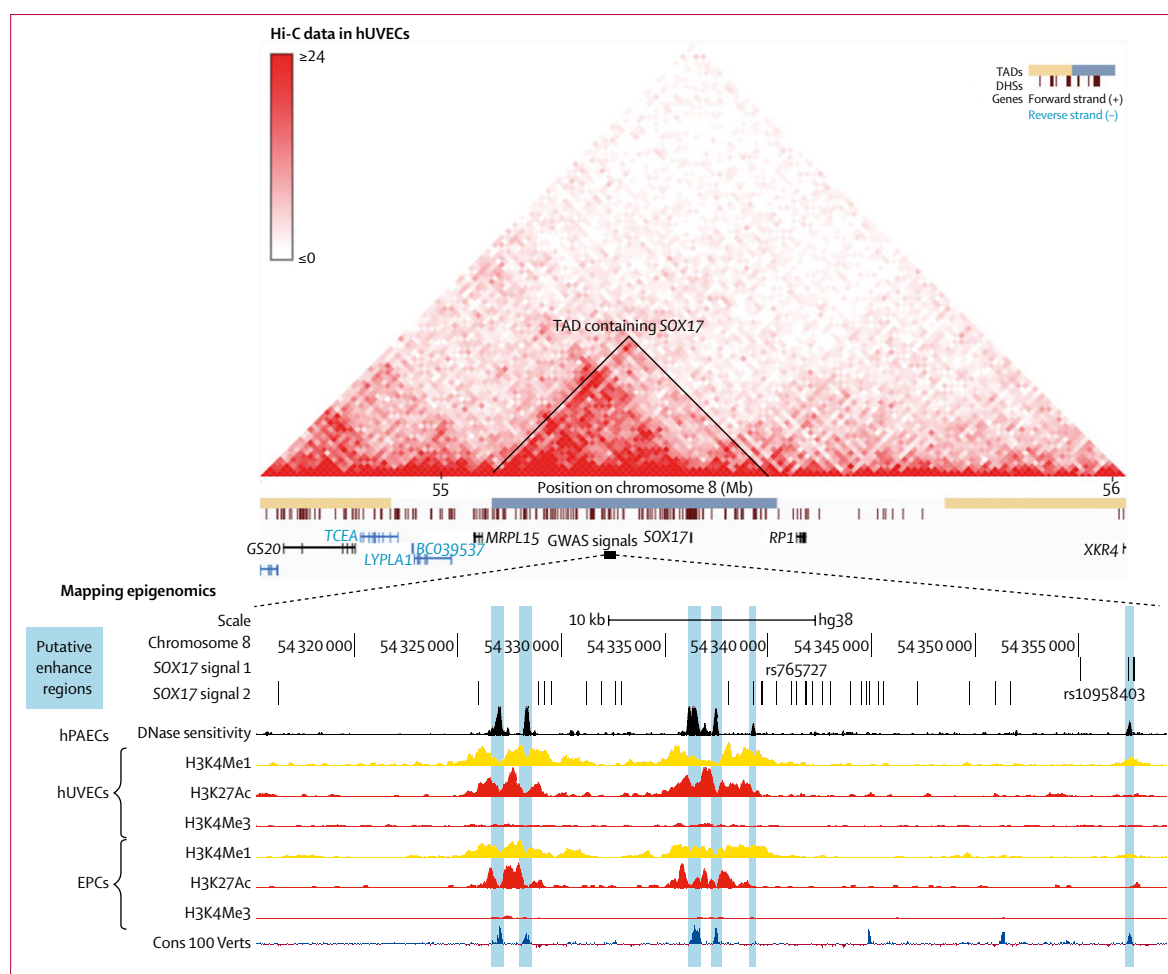 Hi-C data in hUVECs
≥24
≤0
TADs
DHSs
Genes Forward strand (+)
Reverse strand (–)
TAD containing SOX17
55 Position on chromosome 8 (Mb) 56
GS20 TCEA LYPLA1 BC039537 MRPL15 GWAS signals SOX17 RP1 XKR4
Mapping epigenomics
Scale 10 kb hg38
Chromosome 8 54 320 000 54 325 000 54 330 000 54 335 000 54 340 000 54 345 000 54 350 000 54 355 000
Putative
enhance
regions
SOX17 signal 1 rs765727
SOX17 signal 2 rs10958403
hPAECs DNase sensitivity
hUVECs
H3K4Me1
H3K27Ac
H3K4Me3
EPCs
H3K4Me1
H3K27Ac
H3K4Me3
Cons 100 Verts